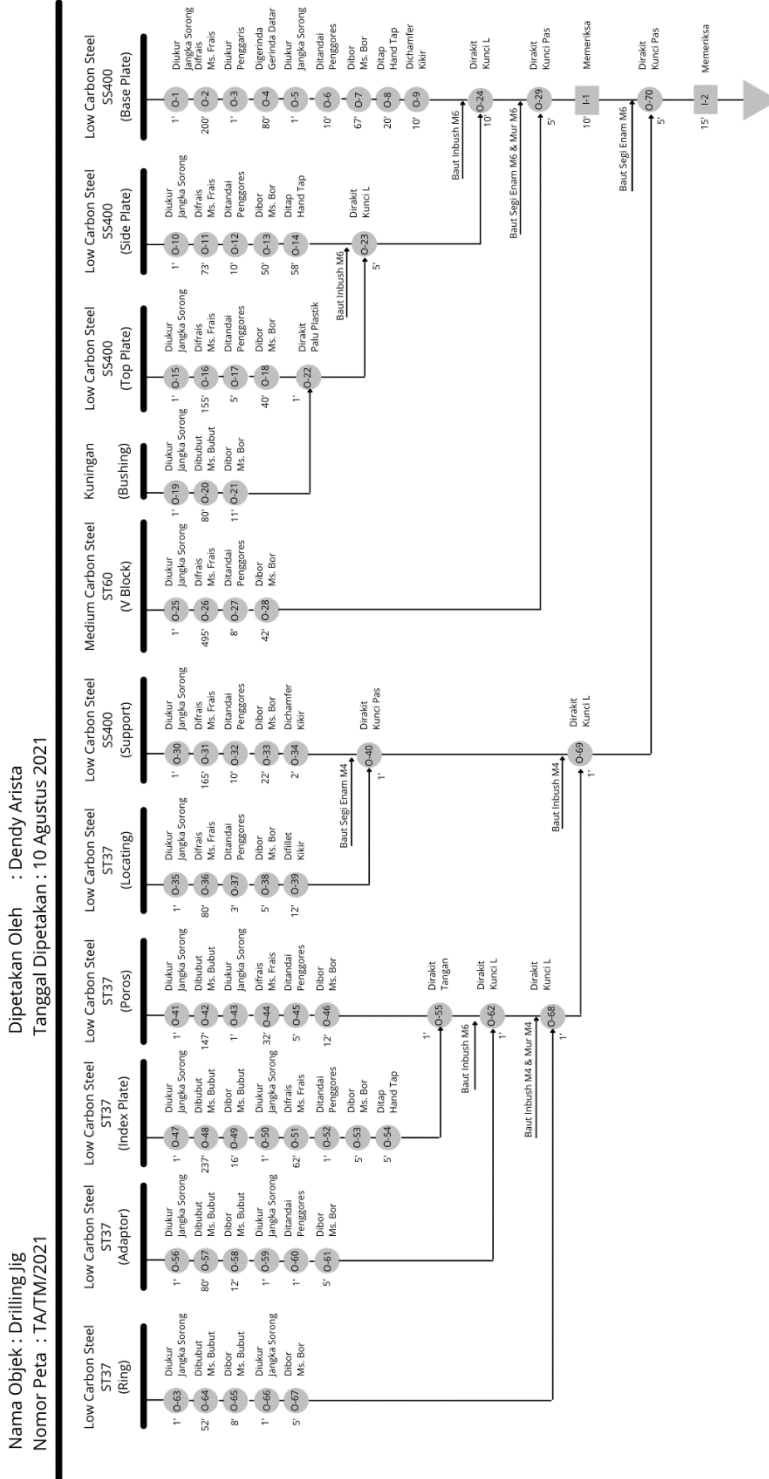 Nama Objek : Drilling Jig
Nomor Peta : TA/TM/2021
Dipetakan Oleh : Dendy Arista
Tanggal Dipetakan : 10 Agustus 2021
Low Carbon Steel
ST37
(Ring)
1' O-63 Diukur
Jangka Sorong
52' O-64 Dibubut
Ms. Bubut
8' O-65 Dibor
Ms. Bubut
1' O-66 Diukur
Jangka Sorong
5' O-67 Dibor
Ms. Bor
Low Carbon Steel
ST37
(Adaptor)
1' O-56 Diukur
Jangka Sorong
80' O-57 Dibubut
Ms. Bubut
12' O-58 Dibor
Ms. Bubut
1' O-59 Diukur
Jangka Sorong
1' O-60 Ditandai
Penggores
5' O-61 Dibor
Ms. Bor
Low Carbon Steel
ST37
(Index Plate)
1' O-47 Diukur
Jangka Sorong
237' O-48 Dibubut
Ms. Bubut
16' O-49 Dibor
Ms. Bubut
1' O-50 Diukur
Jangka Sorong
62' O-51 Difrais
Ms. Frais
1' O-52 Ditandai
Penggores
5' O-53 Dibor
Ms. Bor
5' O-54 Ditap
Hand Tap
Low Carbon Steel
ST37
(Poros)
1' O-41 Diukur
Jangka Sorong
147' O-42 Dibubut
Ms. Bubut
1' O-43 Diukur
Jangka Sorong
32' O-44 Difrais
Ms. Frais
5' O-45 Ditandai
Penggores
12' O-46 Dibor
Ms. Bor
1' O-55 Dirakit
Tangan
Baut Inbush M6
1' O-62 Dirakit
Kunci L
Baut Inbush M4 & Mur M4
1' O-68 Dirakit
Kunci L
Low Carbon Steel
ST37
(Locating)
1' O-35 Diukur
Jangka Sorong
80' O-36 Difrais
Ms. Frais
3' O-37 Ditandai
Penggores
5' O-38 Dibor
Ms. Bor
12' O-39 Difillet
Kikir
Low Carbon Steel
SS400
(Support)
1' O-30 Diukur
Jangka Sorong
165' O-31 Difrais
Ms. Frais
10' O-32 Ditandai
Penggores
22' O-33 Dibor
Ms. Bor
2' O-34 Dichamfer
Kikir
Baut Segi Enam M4
1' O-40 Dirakit
Kunci Pas
Baut Inbush M4
1' O-69 Dirakit
Kunci L
Medium Carbon Steel
ST60
(V Block)
1' O-25 Diukur
Jangka Sorong
495' O-26 Difrais
Ms. Frais
8' O-27 Ditandai
Penggores
42' O-28 Dibor
Ms. Bor
Kuningan
(Bushing)
1' O-19 Diukur
Jangka Sorong
80' O-20 Dibubut
Ms. Bubut
11' O-21 Dibor
Ms. Bor
Low Carbon Steel
SS400
(Top Plate)
1' O-15 Diukur
Jangka Sorong
155' O-16 Difrais
Ms. Frais
5' O-17 Ditandai
Penggores
40' O-18 Dibor
Ms. Bor
1' O-22 Dirakit
Palu Plastik
Low Carbon Steel
SS400
(Side Plate)
1' O-10 Diukur
Jangka Sorong
73' O-11 Difrais
Ms. Frais
10' O-12 Ditandai
Penggores
50' O-13 Dibor
Ms. Bor
58' O-14 Ditap
Hand Tap
Baut Inbush M6
5' O-23 Dirakit
Kunci L
Low Carbon Steel
SS400
(Base Plate)
1' O-1 Diukur
Jangka Sorong
200' O-2 Difrais
Ms. Frais
1' O-3 Diukur
Penggaris
80' O-4 Digerinda
Gerinda Datar
1' O-5 Diukur
Jangka Sorong
10' O-6 Ditandai
Penggores
67' O-7 Dibor
Ms. Bor
20' O-8 Ditap
Hand Tap
10' O-9 Dichamfer
Kikir
Baut Inbush M6
10' O-24 Dirakit
Kunci L
Baut Segi Enam M6 & Mur M6
5' O-29 Dirakit
Kunci Pas
10' I-1 Memeriksa
Baut Segi Enam M6
5' O-70 Dirakit
Kunci Pas
15' I-2 Memeriksa